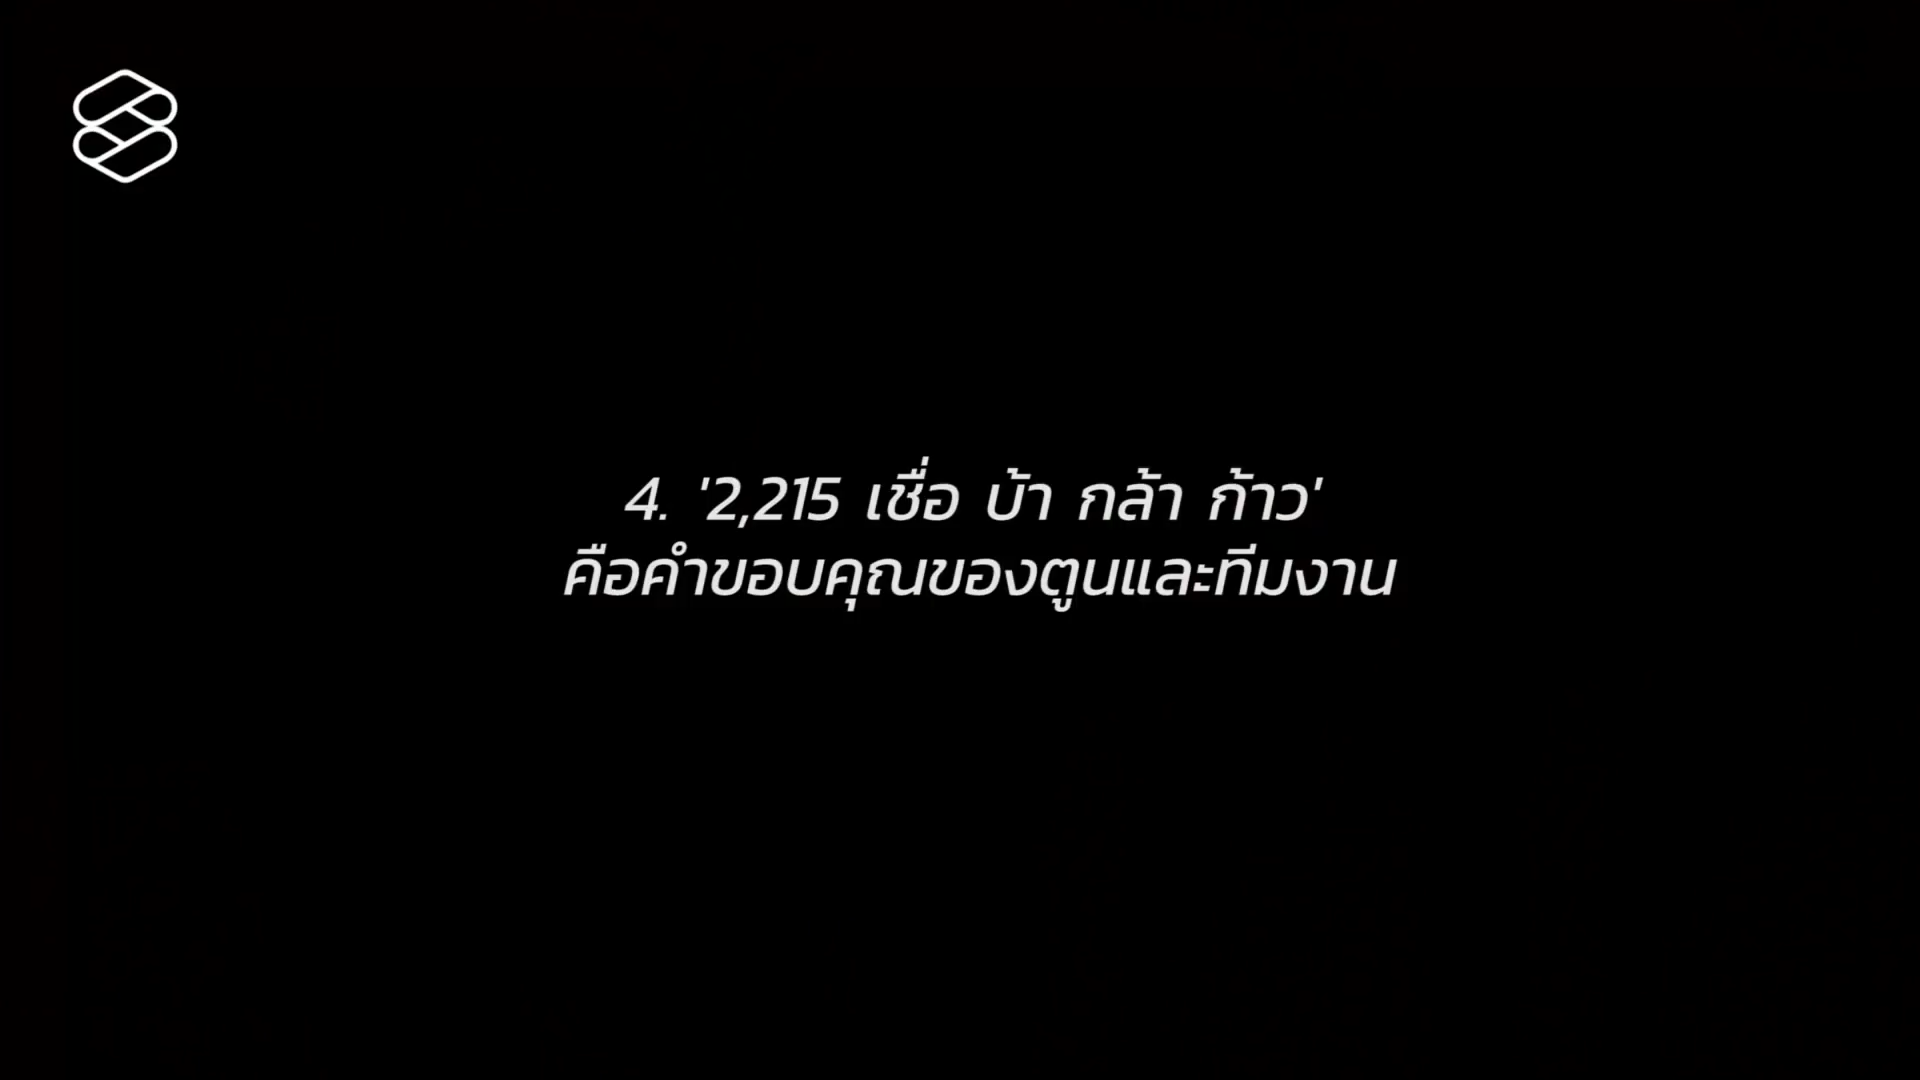 4. '2,215 เชื่อ บ้า กล้า ก้าว'
คือคำขอบคุณของตูนและทีมงาน